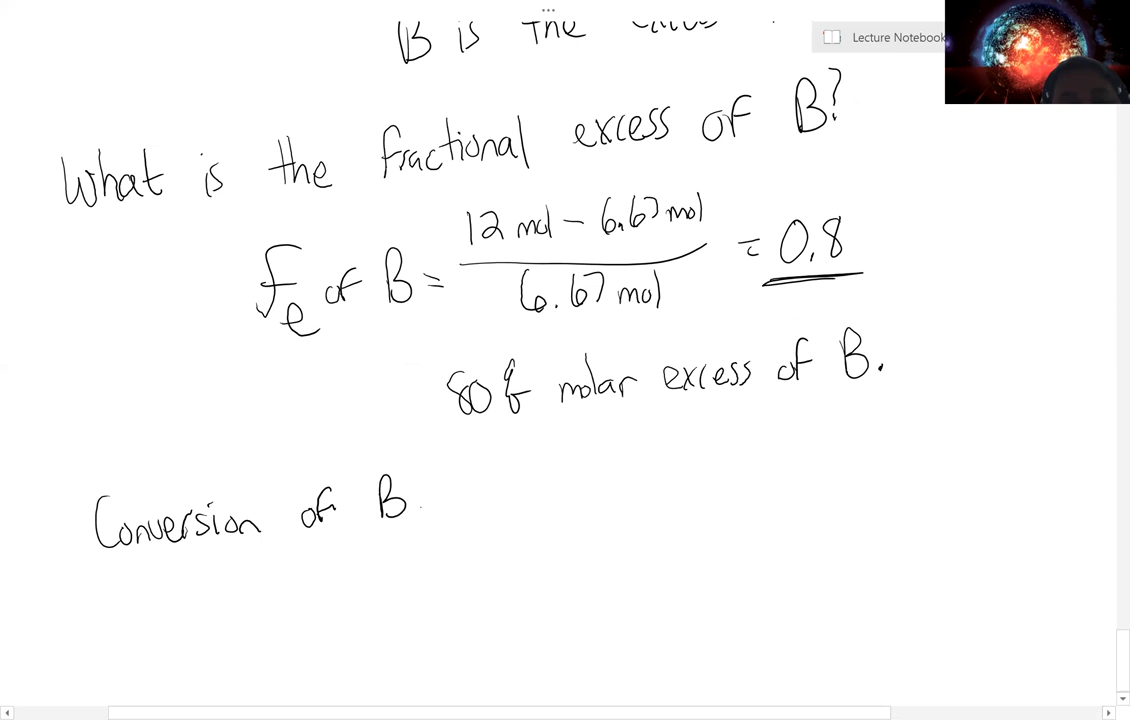 B is the
Lecture Notebook
What is the fractional excess of B?
fe of B = 12 mol - 6.67 mol / 6.67 mol = 0.8
80% molar excess of B.
Conversion of B